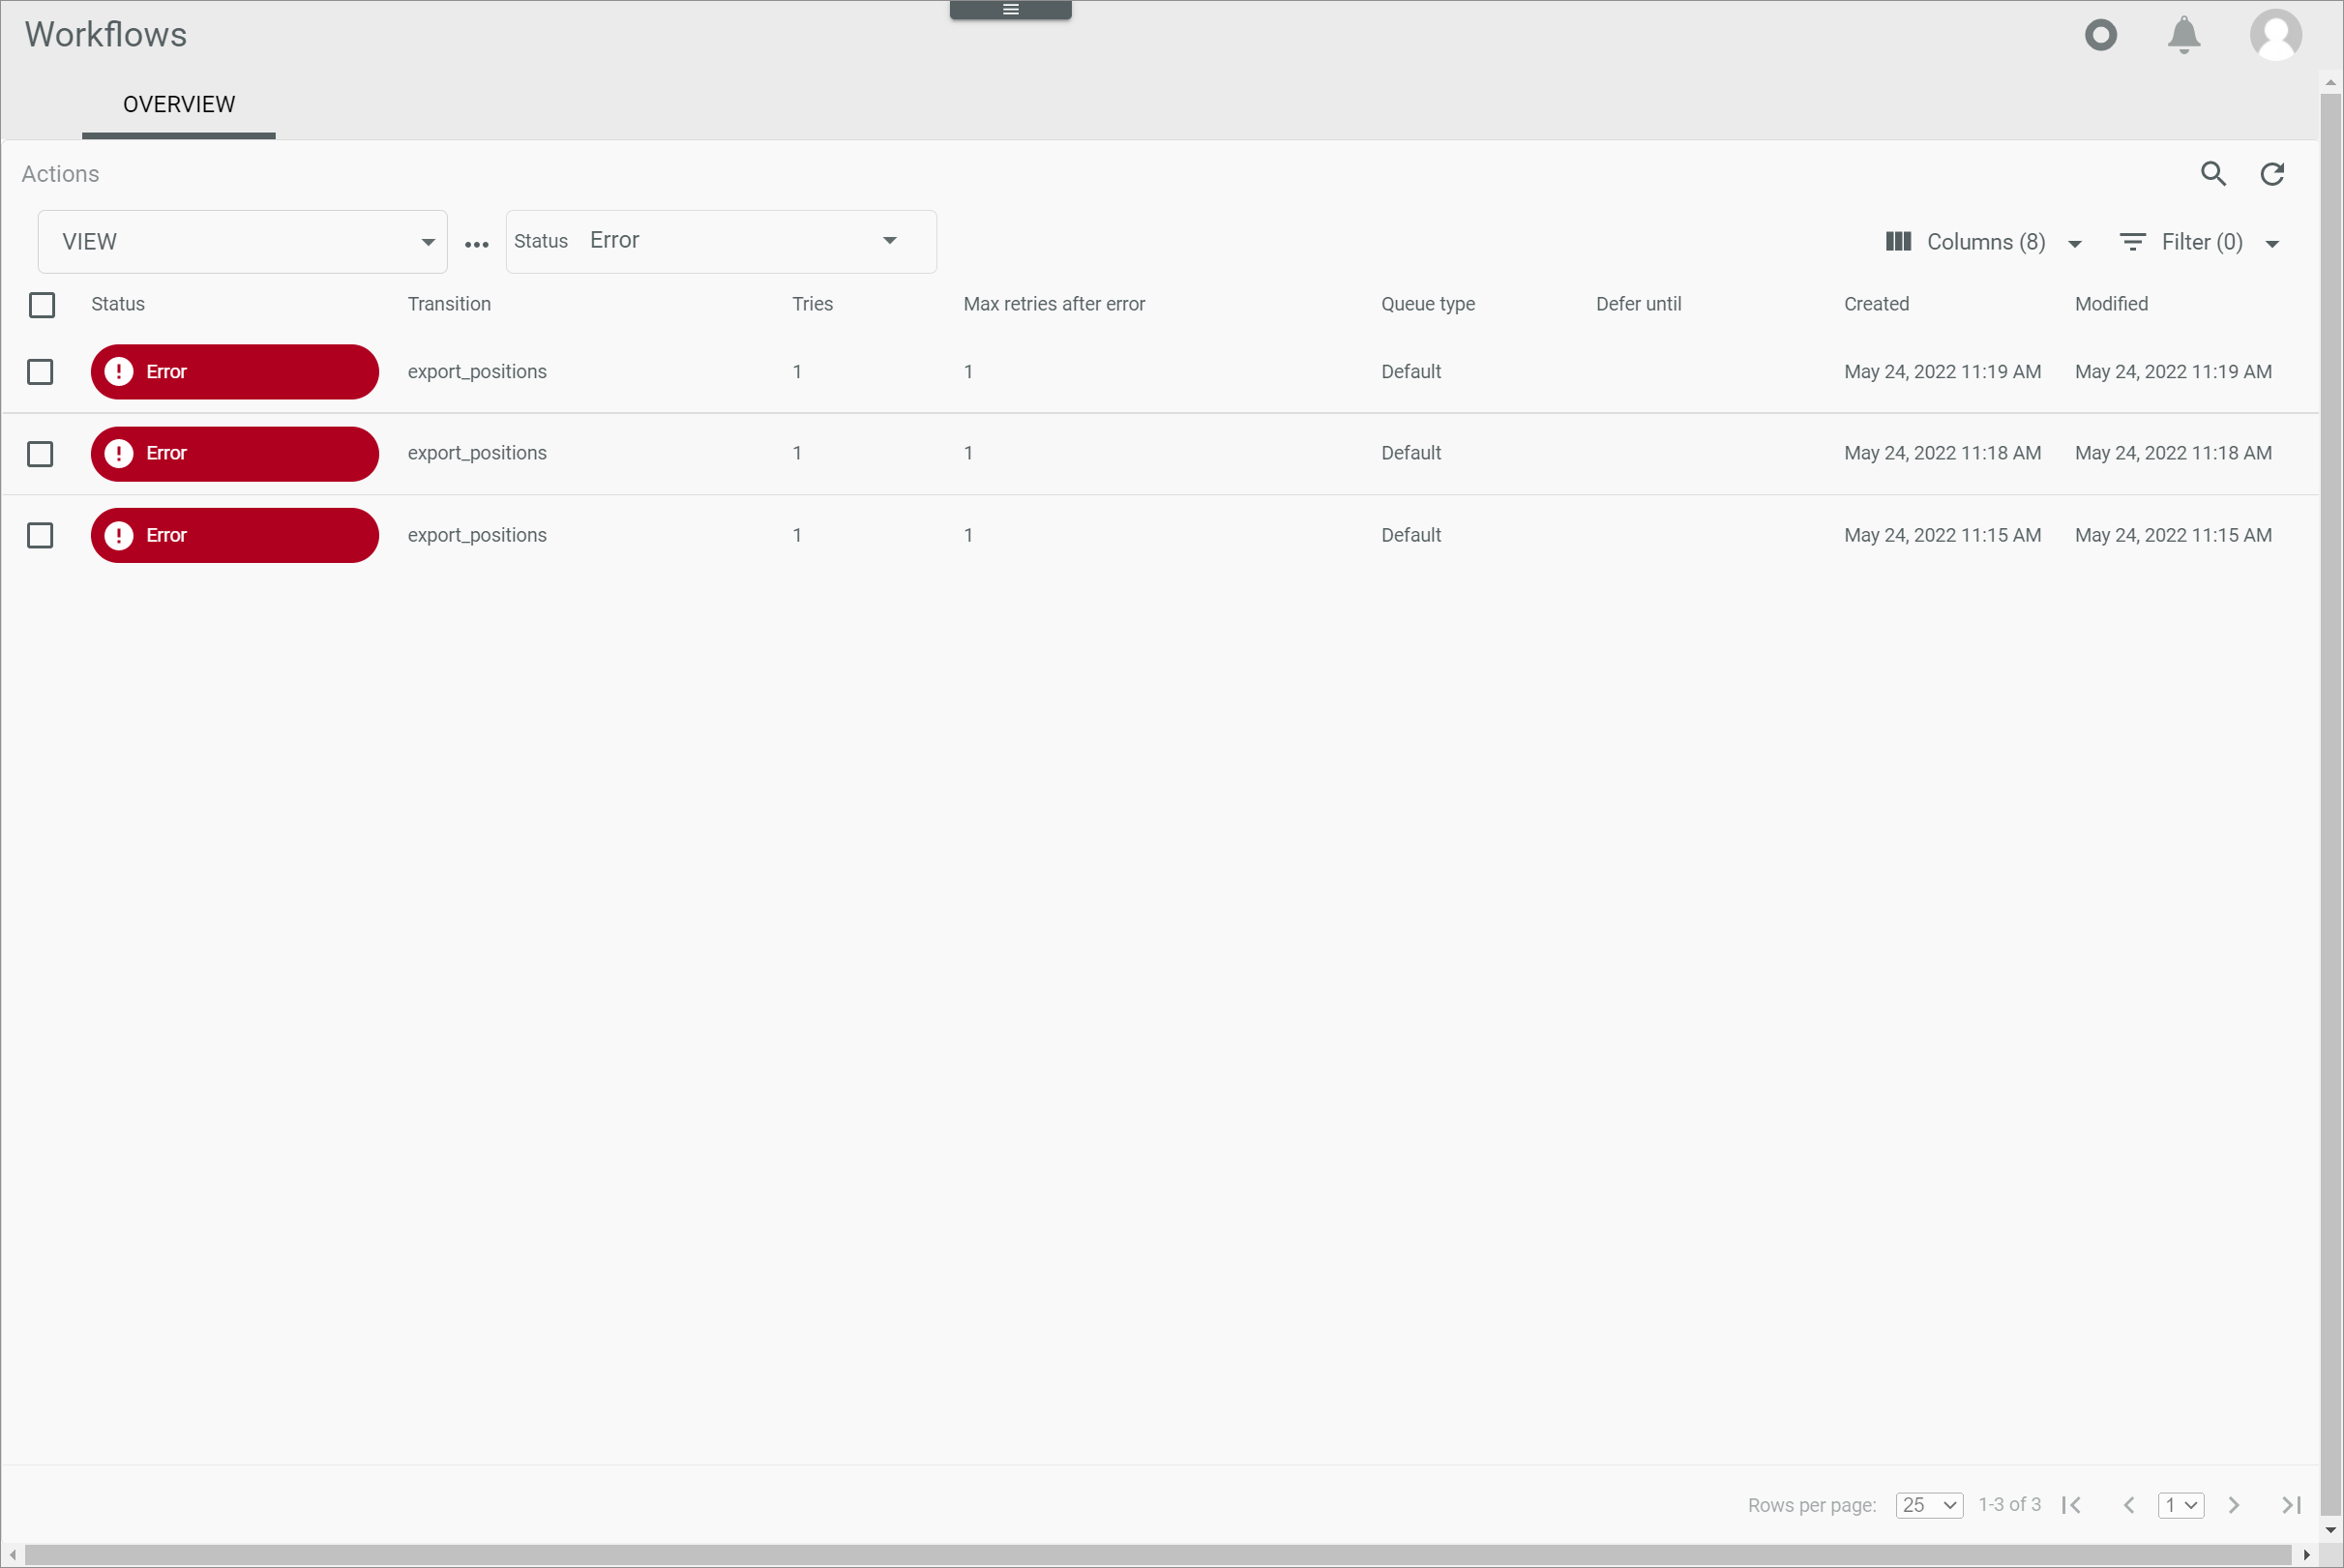 Workflows
OVERVIEW
Actions
VIEW Status Error Columns (8) Filter (0)
Status Transition Tries Max retries after error Queue type Defer until Created Modified
Error export_positions 1 1 Default May 24, 2022 11:19 AM May 24, 2022 11:19 AM
Error export_positions 1 1 Default May 24, 2022 11:18 AM May 24, 2022 11:18 AM
Error export_positions 1 1 Default May 24, 2022 11:15 AM May 24, 2022 11:15 AM
Rows per page: 25 1-3 of 3 1